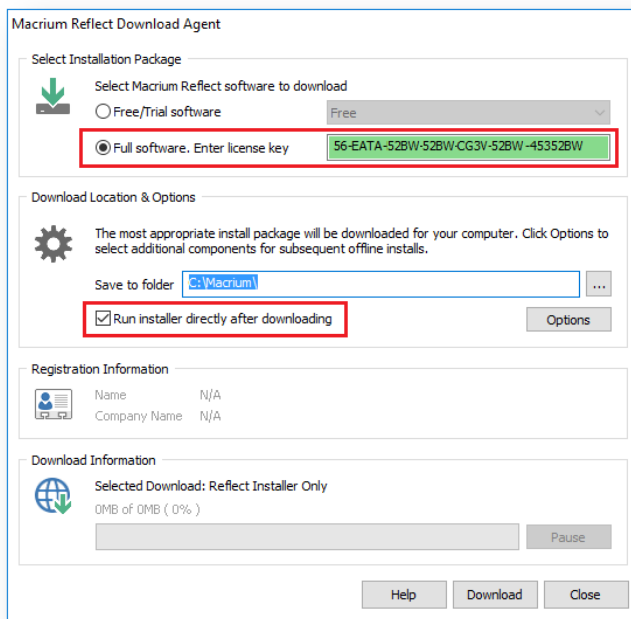 Macrium Reflect Download Agent
Select Installation Package
Select Macrium Reflect software to download
Free/Trial software
Free
Full software. Enter license key
56-EATA-52BW-52BW-CG3V-52BW-45352BW
Download Location & Options
The most appropriate install package will be downloaded for your computer. Click Options to
select additional components for subsequent offline installs.
Save to folder
C:\Macrium\
...
Run installer directly after downloading
Options
Registration Information
Name
N/A
Company Name
N/A
Download Information
Selected Download: Reflect Installer Only
0MB of 0MB ( 0% )
Pause
Help
Download
Close